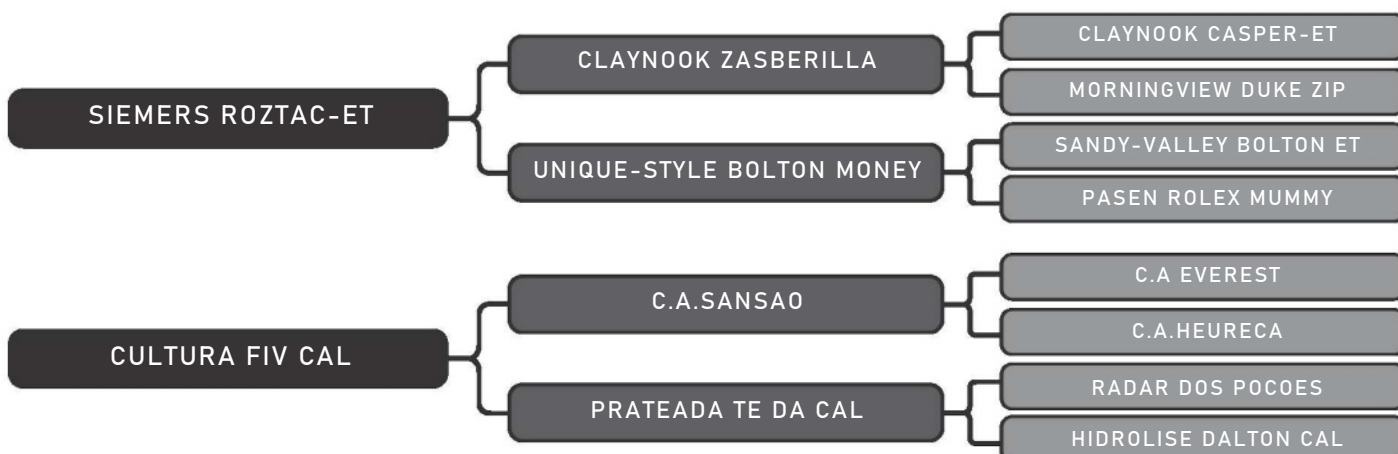 CLAYNOOK CASPER-ET
CLAYNOOK ZASBERILLA
MORNINGVIEW DUKE ZIP
SIEMERS ROZTAC-ET
SANDY-VALLEY BOLTON ET
UNIQUE-STYLE BOLTON MONEY
PASEN ROLEX MUMMY
C.A EVEREST
C.A.SANSAO
C.A.HEURECA
CULTURA FIV CAL
RADAR DOS POCOES
PRATEADA TE DA CAL
HIDROLISE DALTON CAL